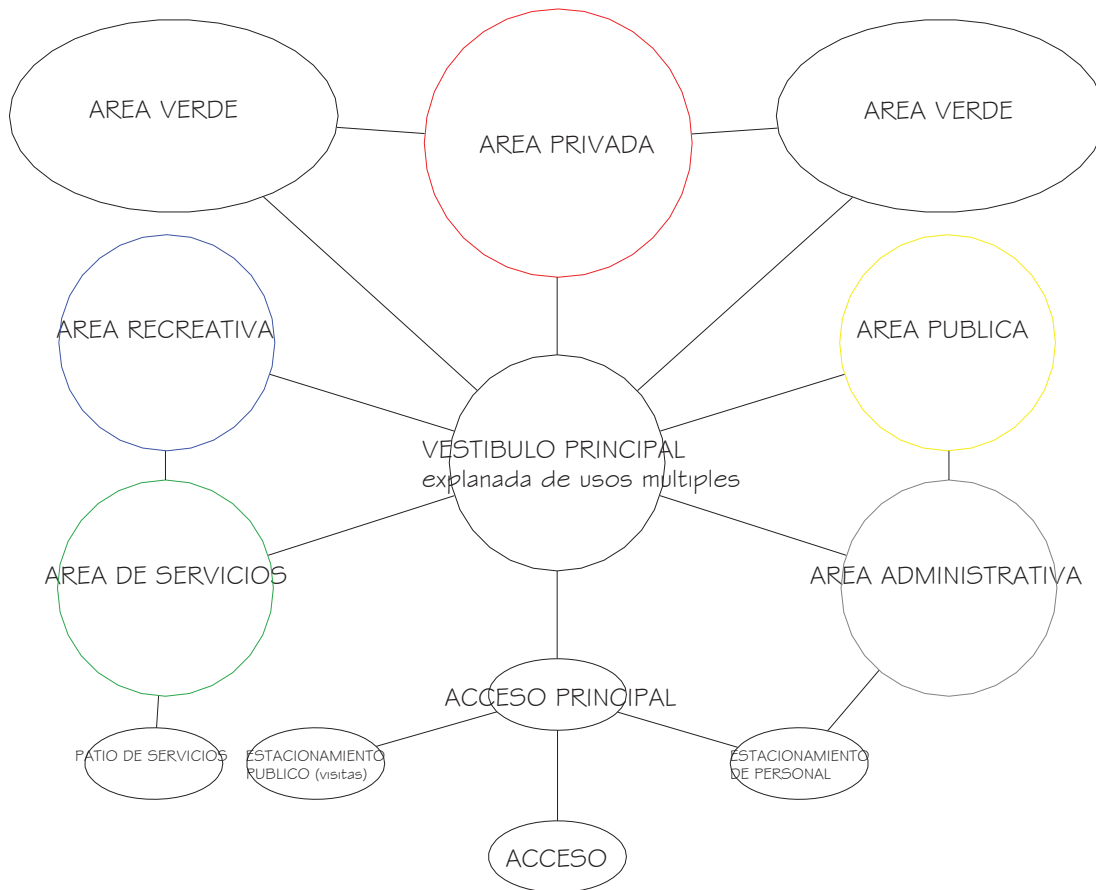 AREA VERDE
AREA PRIVADA
AREA VERDE
AREA RECREATIVA
AREA PUBLICA
VESTIBULO PRINCIPAL
explanada de usos multiples
AREA DE SERVICIOS
AREA ADMINISTRATIVA
ACCESO PRINCIPAL
PATIO DE SERVICIOS
ESTACIONAMIENTO
PUBLICO (visitas)
ESTACIONAMIENTO
DE PERSONAL
ACCESO